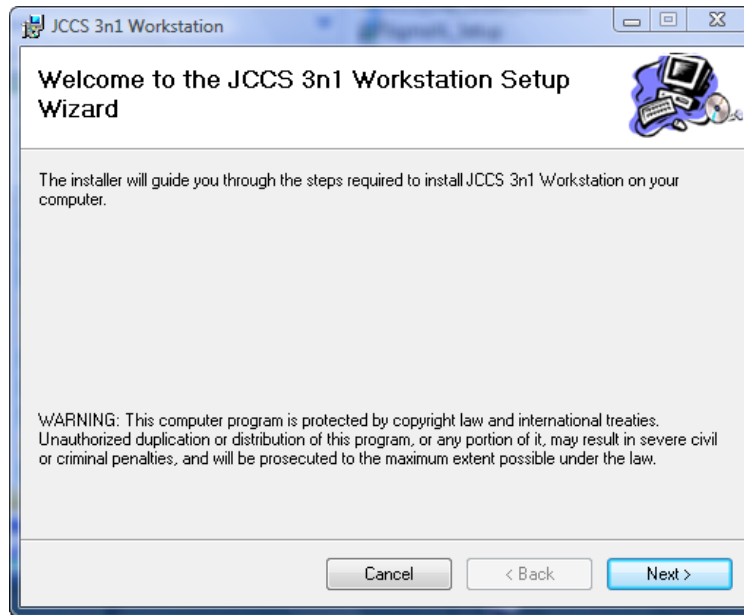 JCCS 3n1 Workstation
Welcome to the JCCS 3n1 Workstation Setup
Wizard
The installer will guide you through the steps required to install JCCS 3n1 Workstation on your
computer.
WARNING: This computer program is protected by copyright law and international treaties.
Unauthorized duplication or distribution of this program, or any portion of it, may result in severe civil
or criminal penalties, and will be prosecuted to the maximum extent possible under the law.
Cancel
< Back
Next >